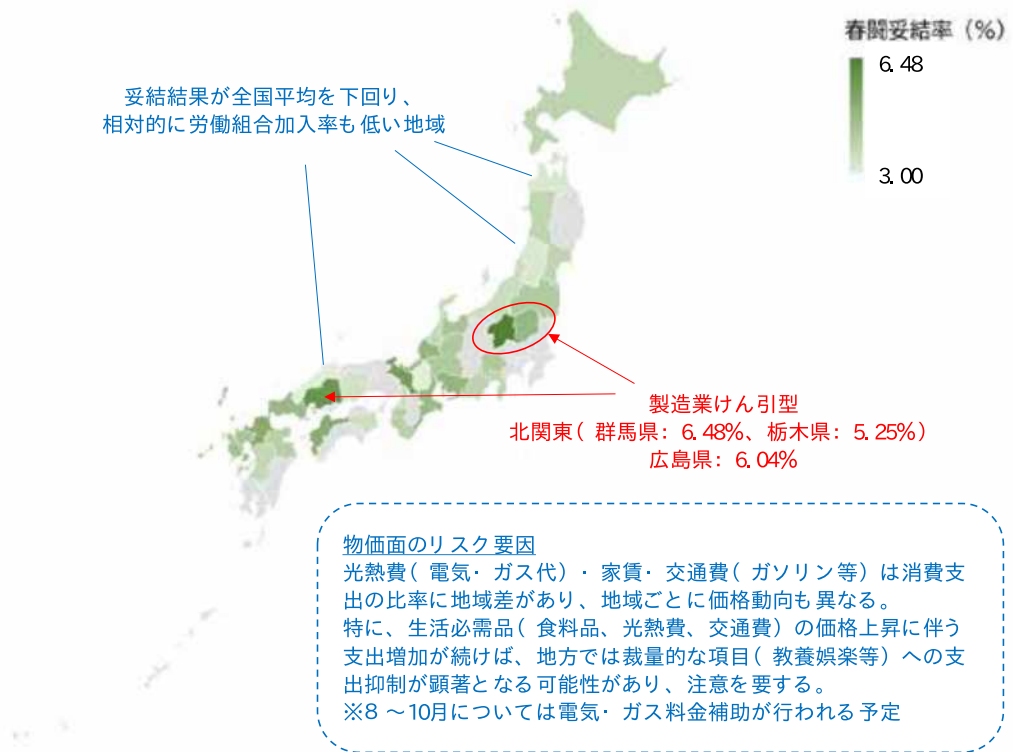 春闘妥結率（%）
6.48
3.00
妥結結果が全国平均を下回り、
相対的に労働組合加入率も低い地域
製造業けん引型
北関東（群馬県：6.48%、栃木県：5.25%）
広島県：6.04%
物価面のリスク要因
光熱費（電気・ガス代）・家賃・交通費（ガソリン等）は消費支
出の比率に地域差があり、地域ごとに価格動向も異なる。
特に、生活必需品（食料品、光熱費、交通費）の価格上昇に伴う
支出増加が続けば、地方では裁量的な項目（教養娯楽等）への支
出抑制が顕著となる可能性があり、注意を要する。
※8～10月については電気・ガス料金補助が行われる予定